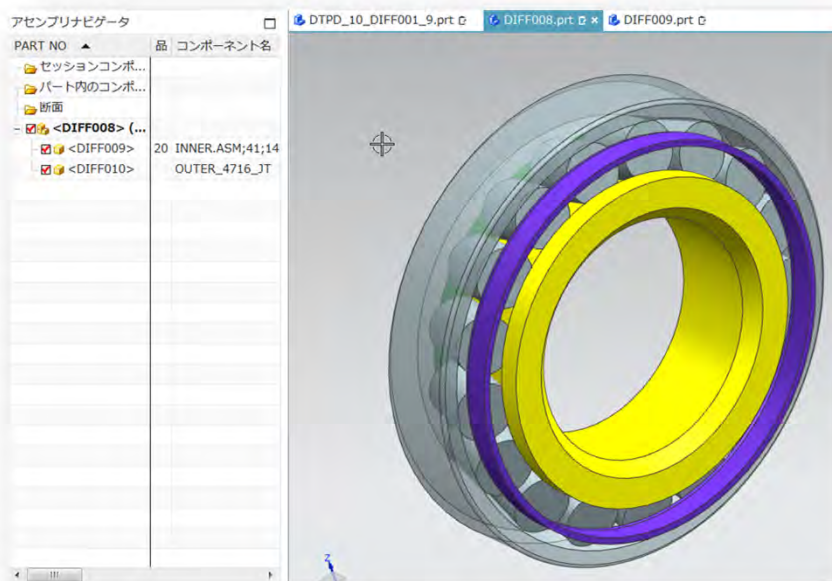 アセンブリナビゲータ
DTPD_10_DIFF001_9.prt
DIFF008.prt
DIFF009.prt
PART NO 品 コンポーネント名
セッションコンポ...
パート内のコンポ...
断面
<DIFF008> (...
<DIFF009> 20 INNER.ASM;41;14
<DIFF010> OUTER_4716_JT
Z